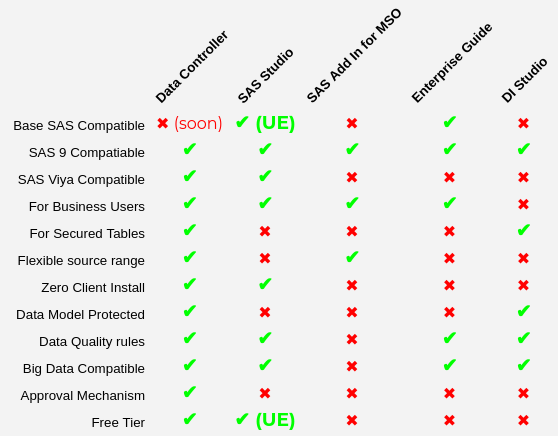 Data Controller
SAS Studio
SAS Add In for MSO
Enterprise Guide
DI Studio
Base SAS Compatible ✖ (soon) ✔ (UE) ✖ ✔ ✖
SAS 9 Compatiable ✔ ✔ ✔ ✔ ✔
SAS Viya Compatible ✔ ✔ ✖ ✖ ✖
For Business Users ✔ ✔ ✔ ✔ ✖
For Secured Tables ✔ ✖ ✖ ✖ ✔
Flexible source range ✔ ✖ ✔ ✖ ✖
Zero Client Install ✔ ✔ ✖ ✖ ✖
Data Model Protected ✔ ✖ ✖ ✖ ✔
Data Quality rules ✔ ✔ ✖ ✔ ✔
Big Data Compatible ✔ ✔ ✖ ✔ ✔
Approval Mechanism ✔ ✖ ✖ ✖ ✖
Free Tier ✔ ✔ (UE) ✖ ✖ ✖